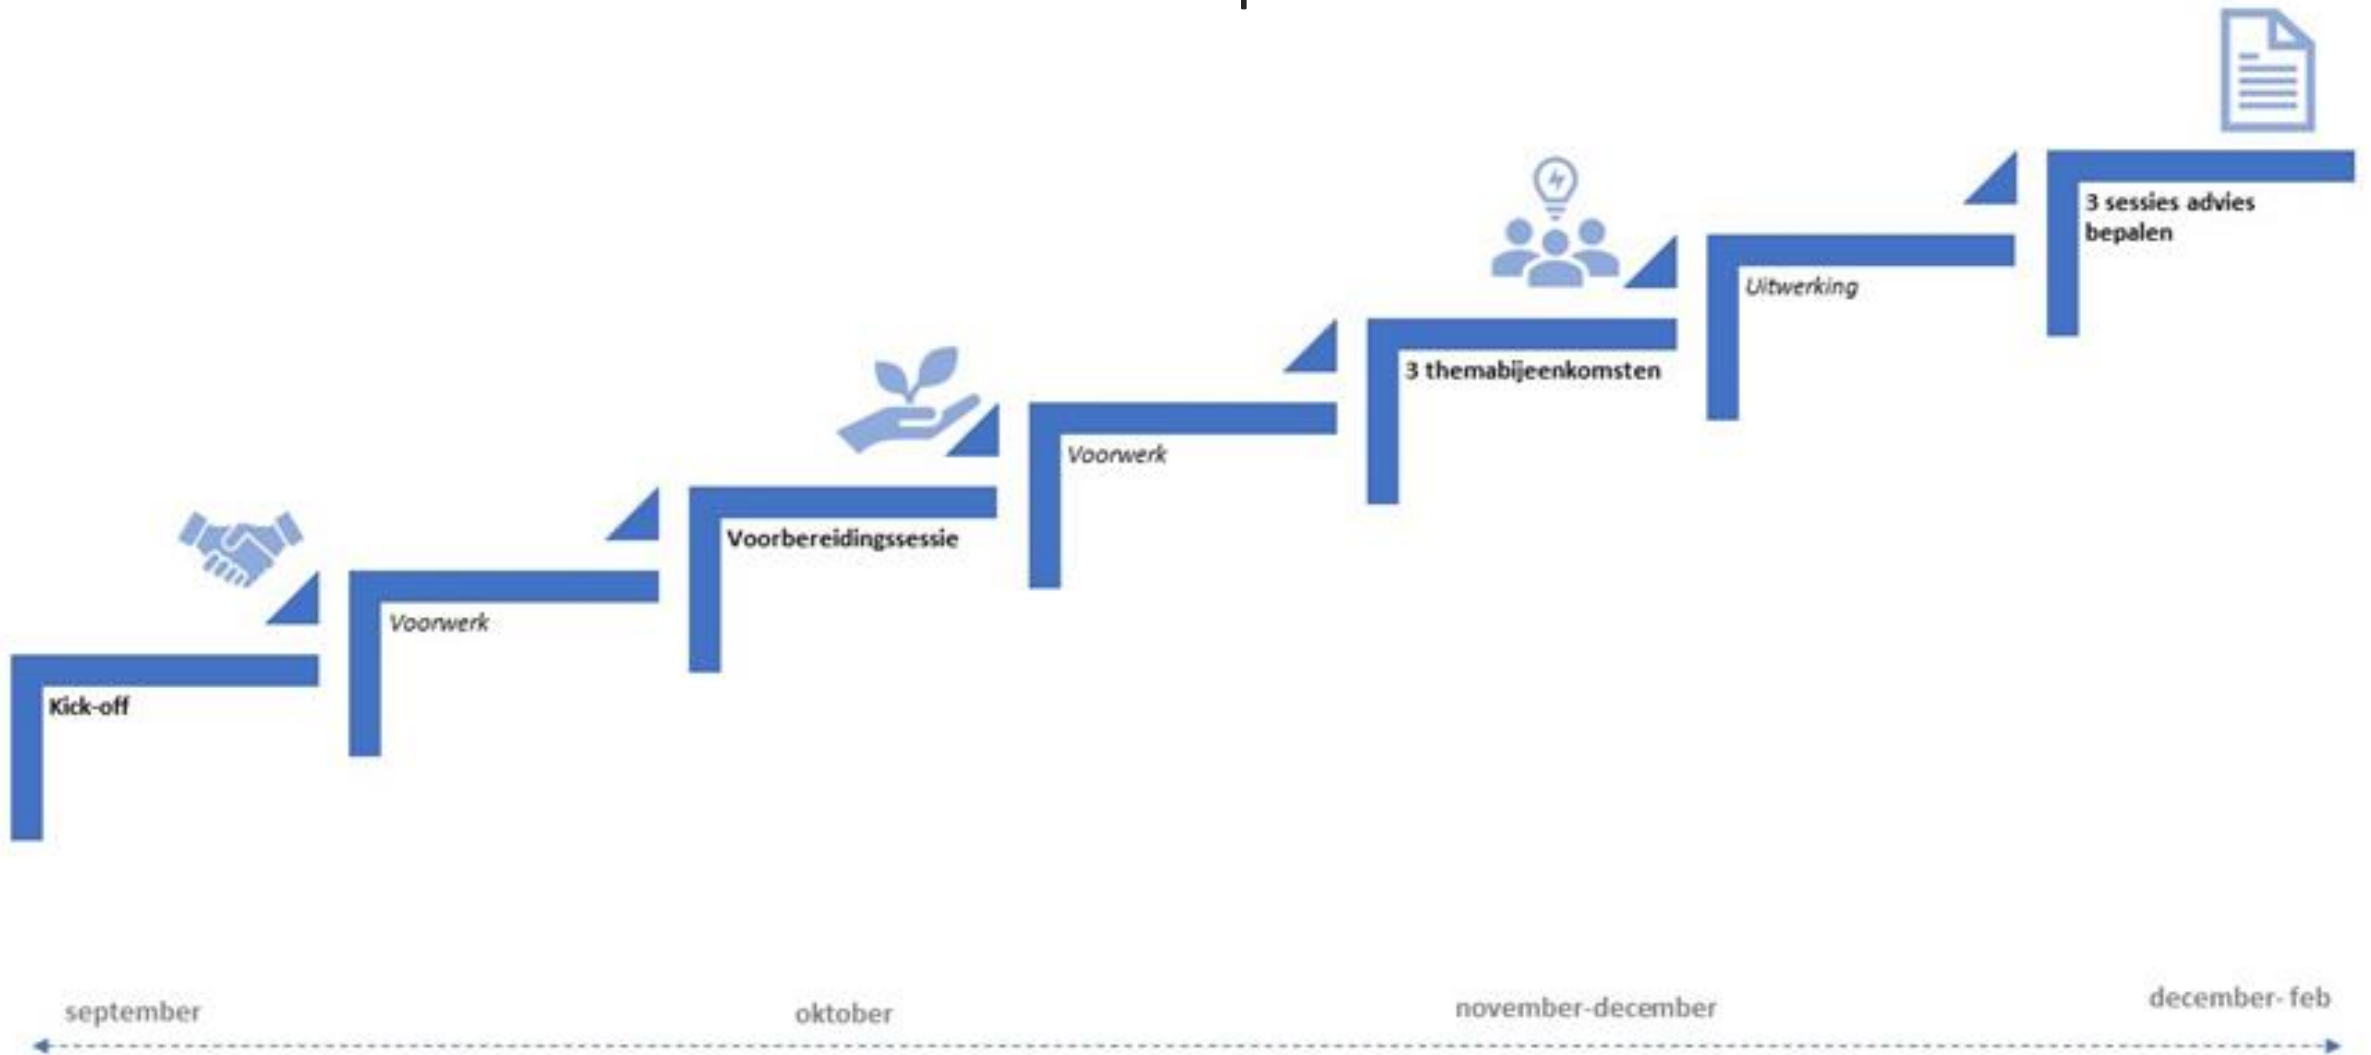 Kick-off
Voorwerk
Voorbereidingssessie
Voorwerk
3 themabijeenkomsten
Uitwerking
3 sessies advies
bepalen
september
oktober
november-december
december- feb